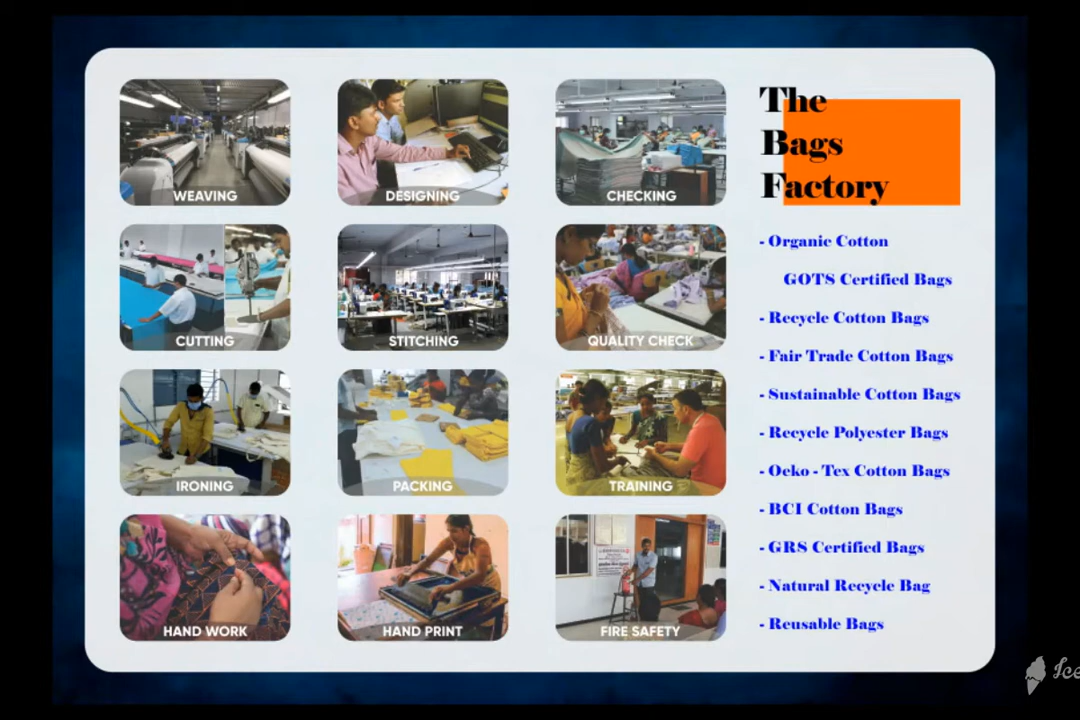 WEAVING
DESIGNING
CHECKING
CUTTING
STITCHING
QUALITY CHECK
IRONING
PACKING
TRAINING
HAND WORK
HAND PRINT
FIRE SAFETY
The
Bags
Factory
- Organic Cotton
GOTS Certified Bags
- Recycle Cotton Bags
- Fair Trade Cotton Bags
- Sustainable Cotton Bags
- Recycle Polyester Bags
- Oeko - Tex Cotton Bags
- BCI Cotton Bags
- GRS Certified Bags
- Natural Recycle Bag
- Reusable Bags
Ice